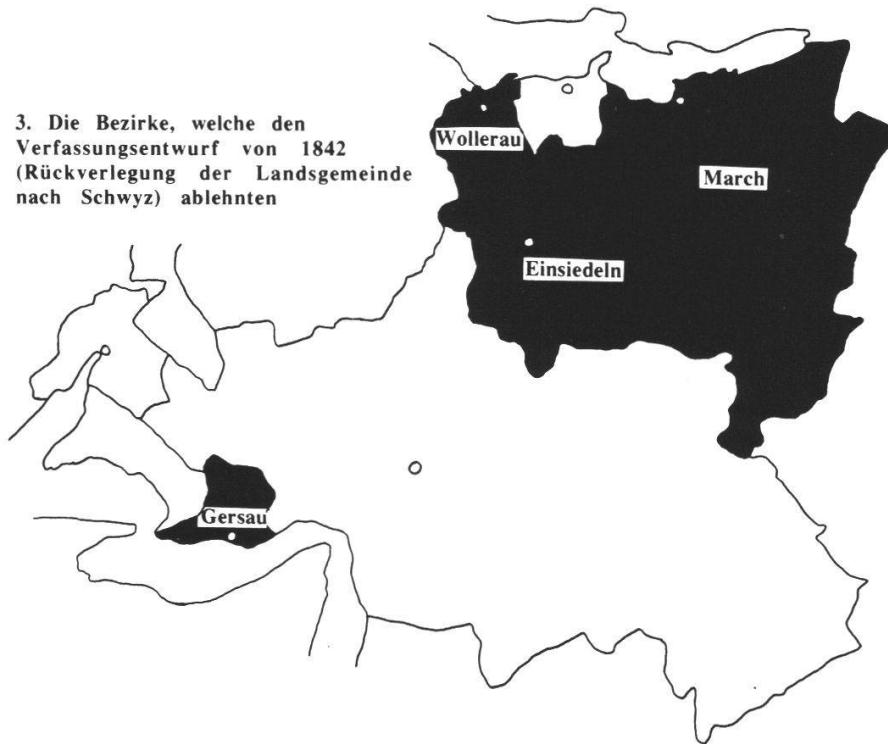 3. Die Bezirke, welche den
Verfassungsentwurf von 1842
(Rückverlegung der Landsgemeinde
nach Schwyz) ablehnten
Wollerau
March
Einsiedeln
Gersau